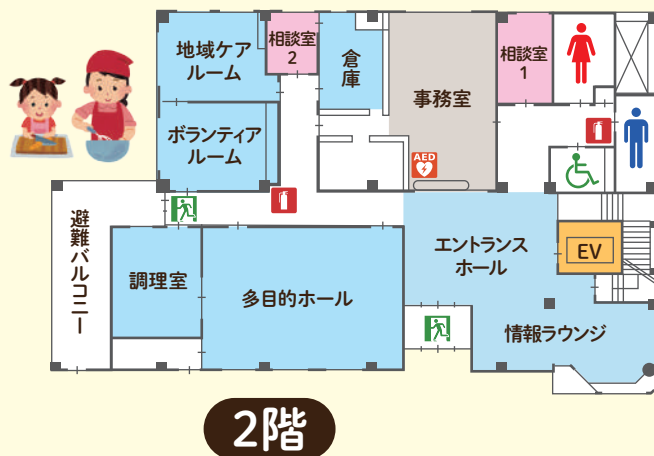 地域ケア
ルーム
相談室
2
倉庫
事務室
相談室
1
ボランティア
ルーム
AED
避難バルコニー
調理室
多目的ホール
エントランス
ホール
EV
情報ラウンジ
2階